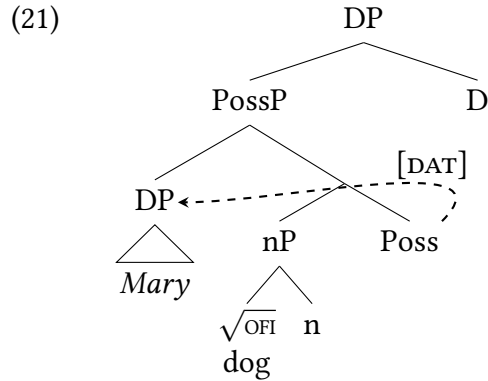 (21) DP
PossP D
[DAT]
DP
nP Poss
Mary
√OFI n
dog